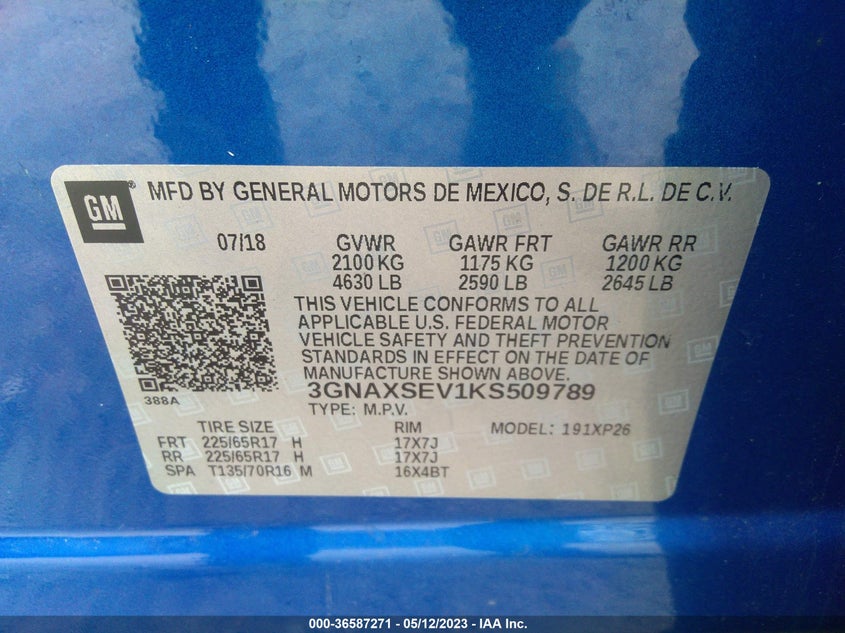 GM
MFD BY GENERAL MOTORS DE MEXICO, S. DE R.L. DE C.V.
07/18 GVWR GAWR FRT GAWR RR
2100 KG 1175 KG 1200 KG
4630 LB 2590 LB 2645 LB
THIS VEHICLE CONFORMS TO ALL
APPLICABLE U.S. FEDERAL MOTOR
VEHICLE SAFETY AND THEFT PREVENTION
STANDARDS IN EFFECT ON THE DATE OF
MANUFACTURE SHOWN ABOVE.
388A
3GNAXSEV1KS509789
TYPE: M.P.V.
TIRE SIZE RIM MODEL: 191XP26
FRT 225/65R17 H 17X7J
RR 225/65R17 H 17X7J
SPA T135/70R16 M 16X4BT
000-36587271 - 05/12/2023 - IAA Inc.